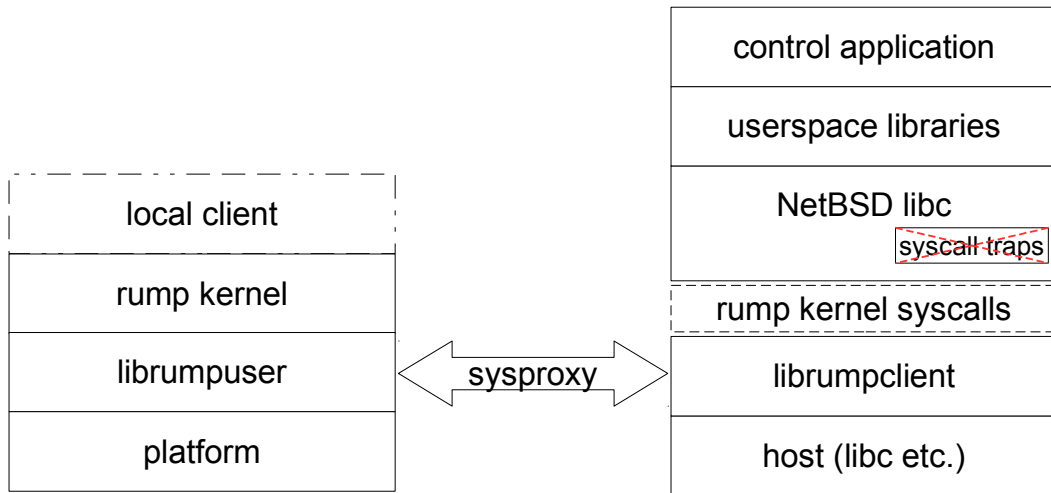 local client
rump kernel
librumpuser
platform
sysproxy
control application
userspace libraries
NetBSD libc
syscall traps
rump kernel syscalls
librumpclient
host (libc etc.)